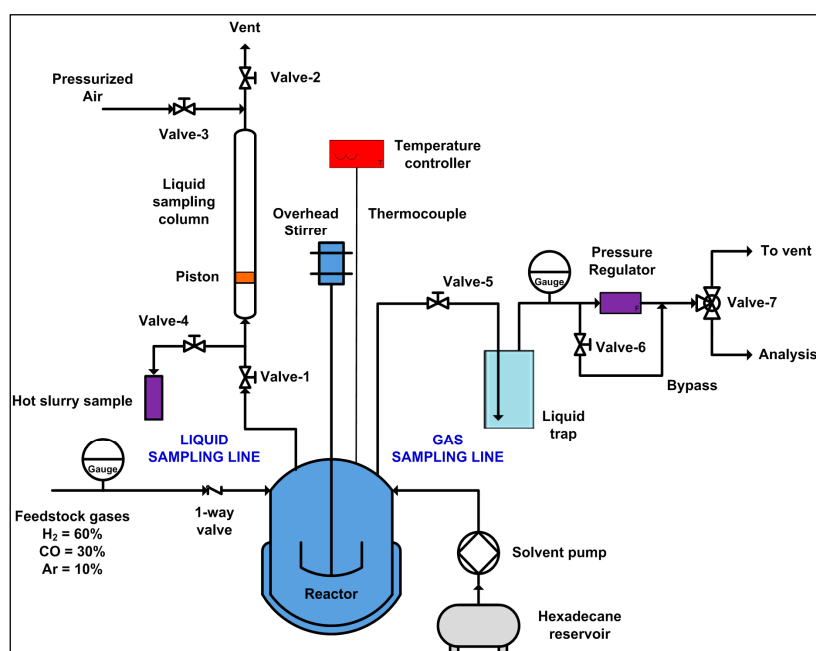 Vent
Valve-2
Pressurized
Air
Valve-3
Temperature
controller
T
Liquid
sampling
column
Overhead
Stirrer
Thermocouple
Piston
Valve-5
Gauge
Pressure
Regulator
F
To vent
Valve-7
Valve-4
Valve-6
Analysis
Valve-1
Bypass
Hot slurry sample
Liquid
trap
LIQUID
SAMPLING LINE
GAS
SAMPLING LINE
Gauge
Feedstock gases
H₂ = 60%
CO = 30%
Ar = 10%
1-way
valve
Solvent pump
Reactor
Hexadecane
reservoir